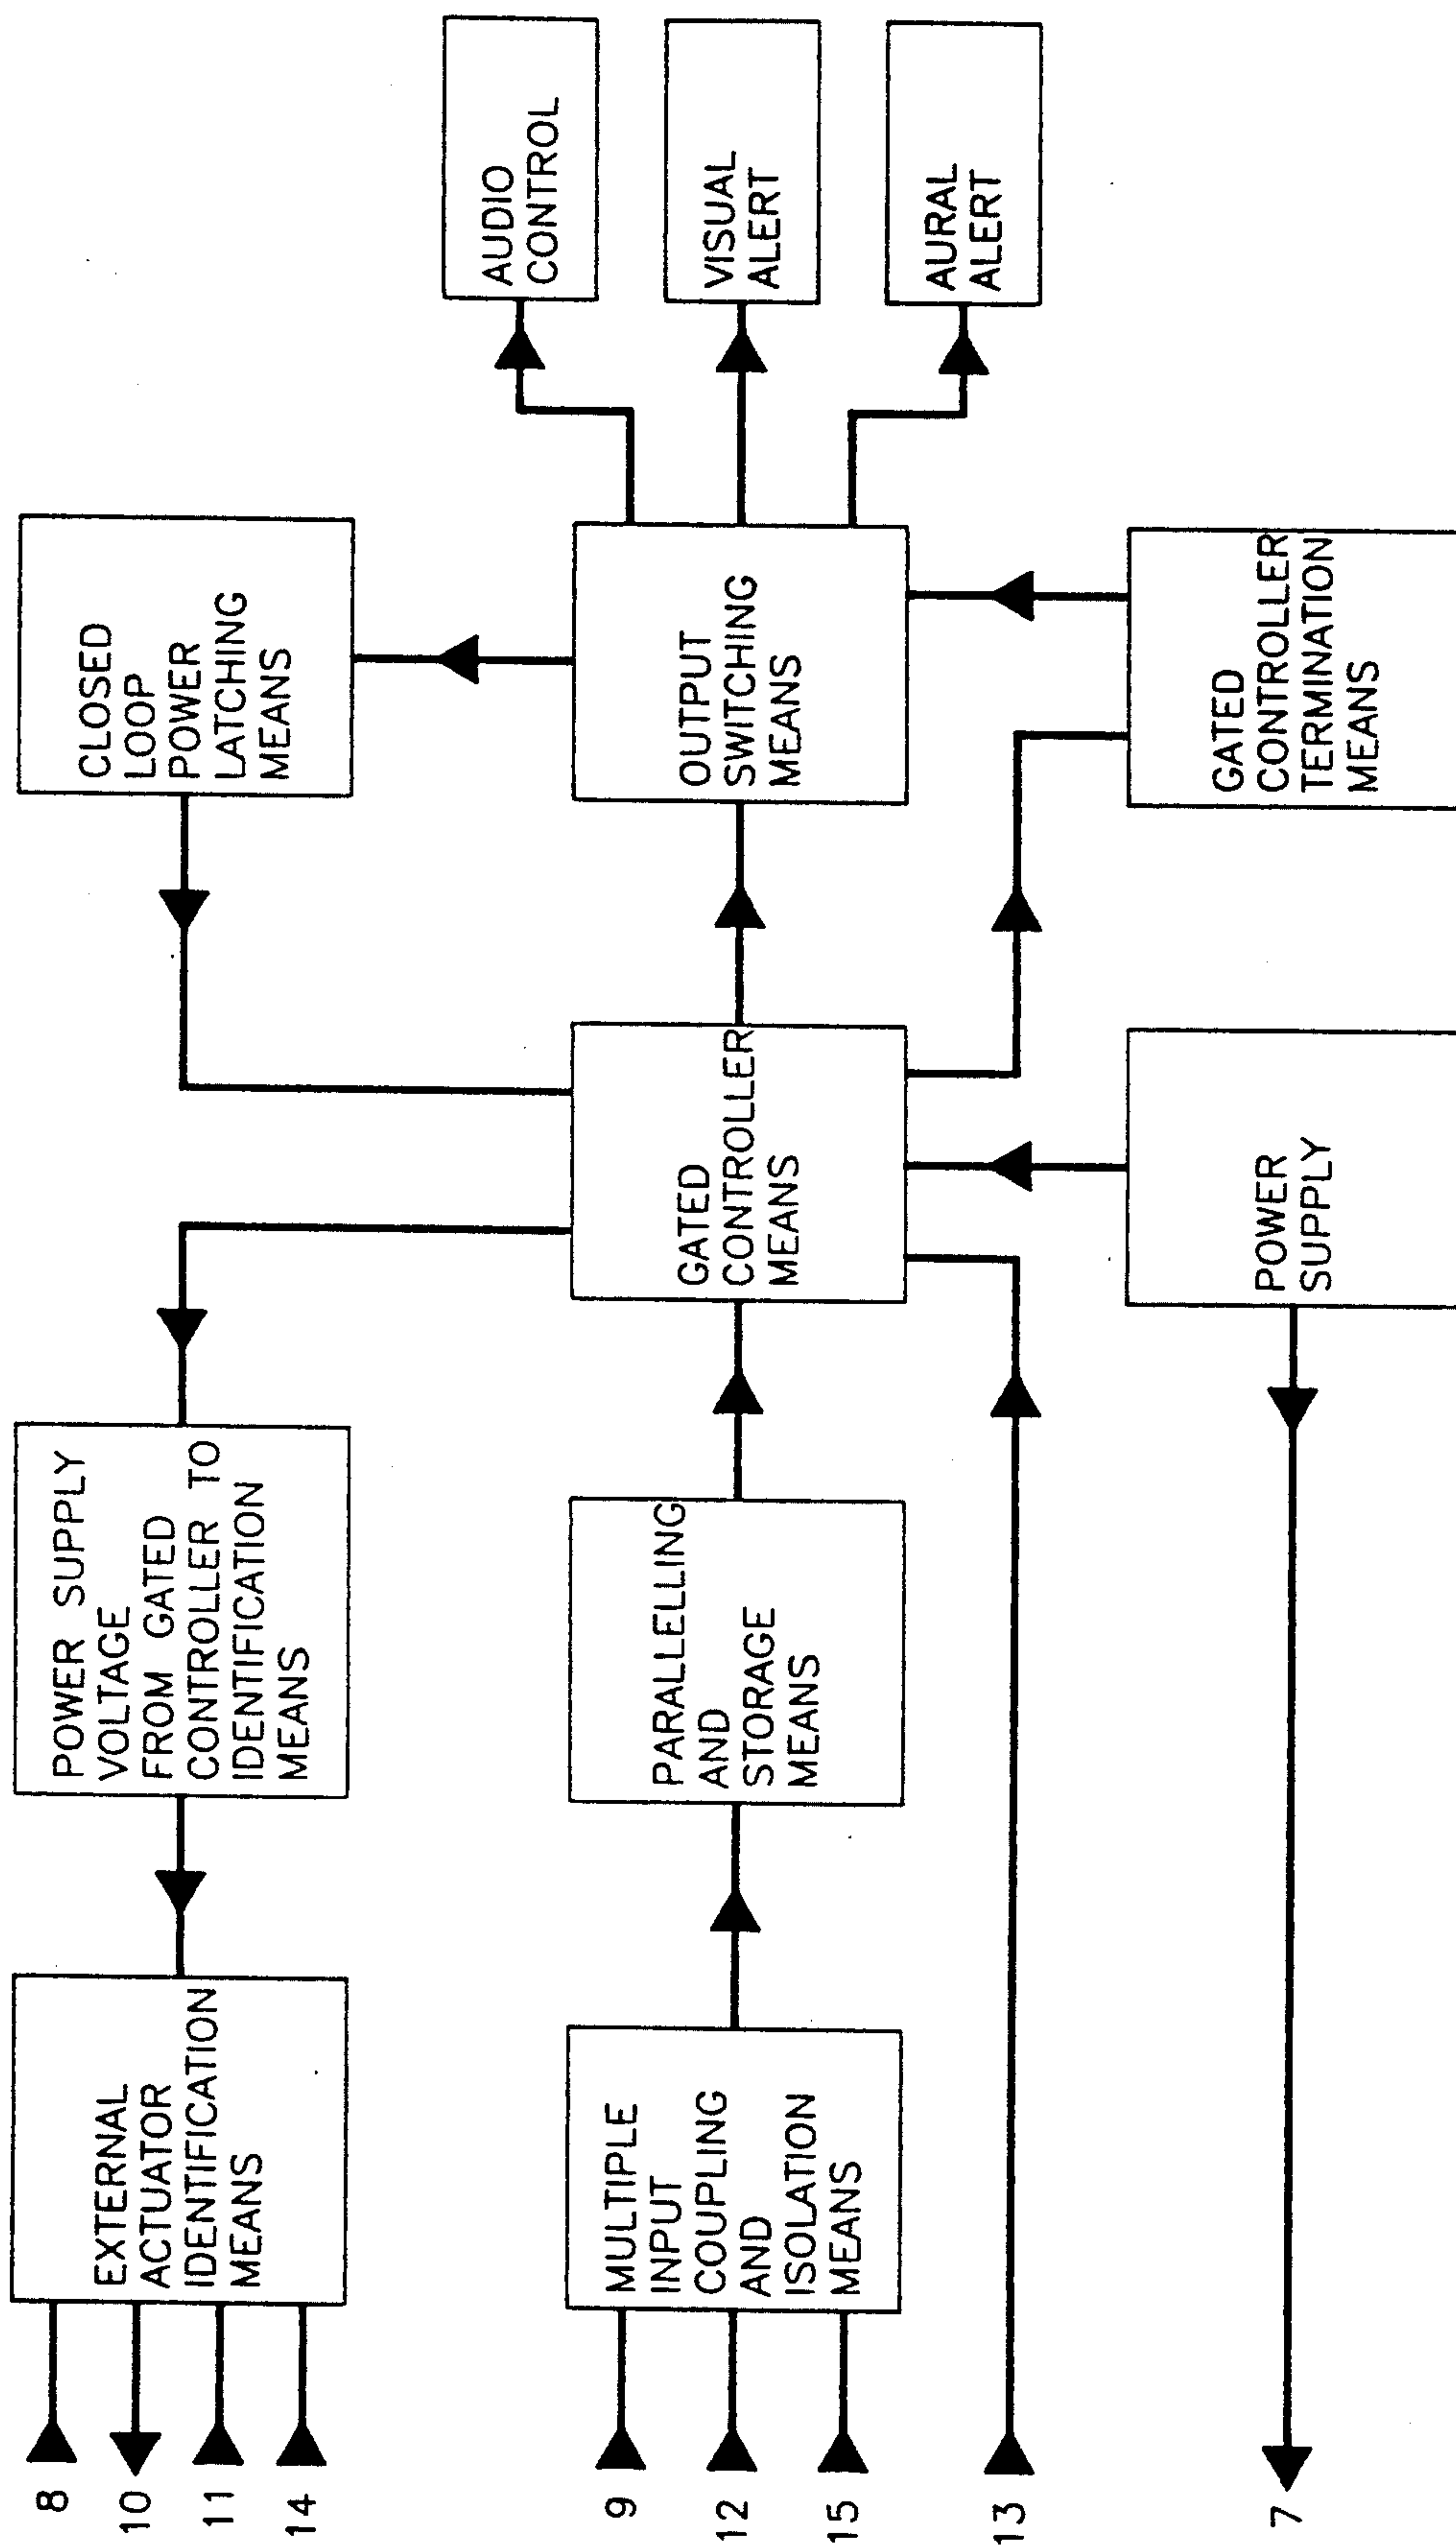 8
10
11
14
EXTERNAL
ACTUATOR
IDENTIFICATION
MEANS
POWER SUPPLY
VOLTAGE
FROM GATED
CONTROLLER TO
IDENTIFICATION
MEANS
CLOSED
LOOP
POWER
LATCHING
MEANS
9
12
15
MULTIPLE
INPUT
COUPLING
AND
ISOLATION
MEANS
PARALLELLING
AND
STORAGE
MEANS
GATED
CONTROLLER
MEANS
OUTPUT
SWITCHING
MEANS
AUDIO
CONTROL
VISUAL
ALERT
AURAL
ALERT
13
7
POWER
SUPPLY
GATED
CONTROLLER
TERMINATION
MEANS